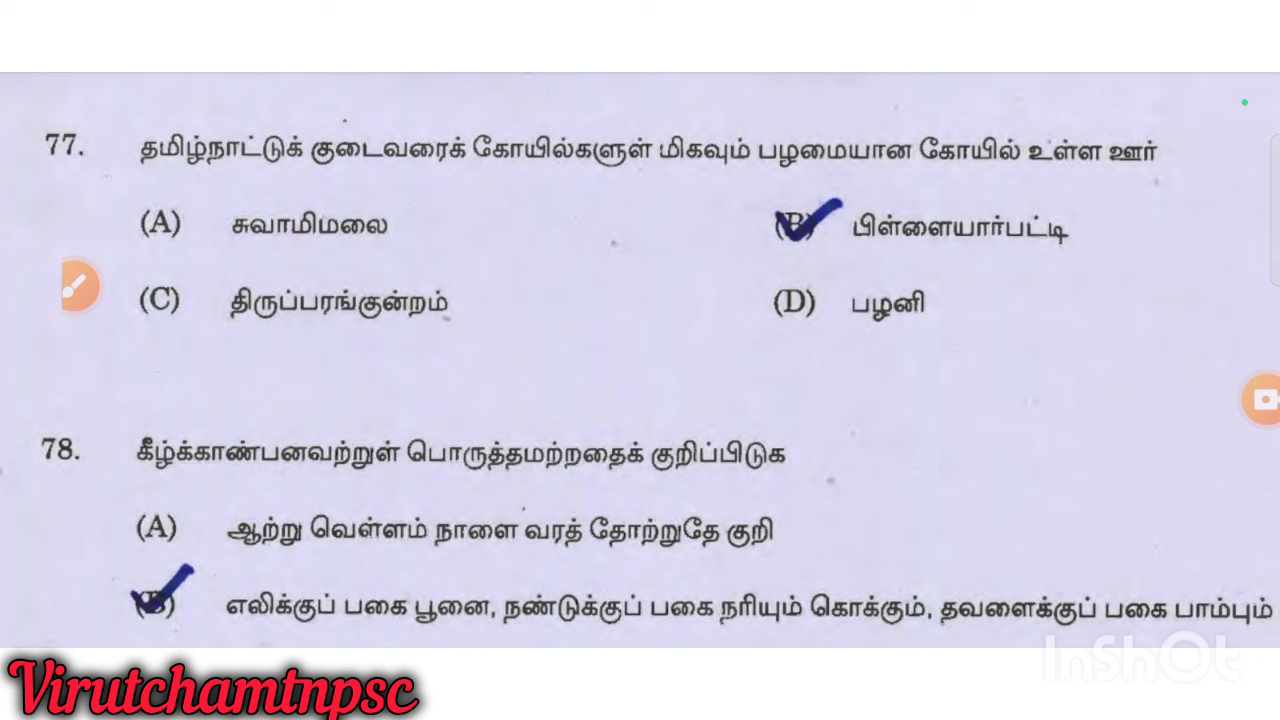 77. தமிழ்நாட்டுக் குடைவரைக் கோயில்களுள் மிகவும் பழமையான கோயில் உள்ள ஊர்
(A) சுவாமிமலை (B) பிள்ளையார்பட்டி
(C) திருப்பரங்குன்றம் (D) பழனி
78. கீழ்க்காண்பனவற்றுள் பொருத்தமற்றதைக் குறிப்பிடுக
(A) ஆற்று வெள்ளம் நாளை வரத் தோற்றுதே குறி
(B) எலிக்குப் பகை பூனை, நண்டுக்குப் பகை நரியும் கொக்கும், தவளைக்குப் பகை பாம்பும்
InShOt
Virutchamtnpsc